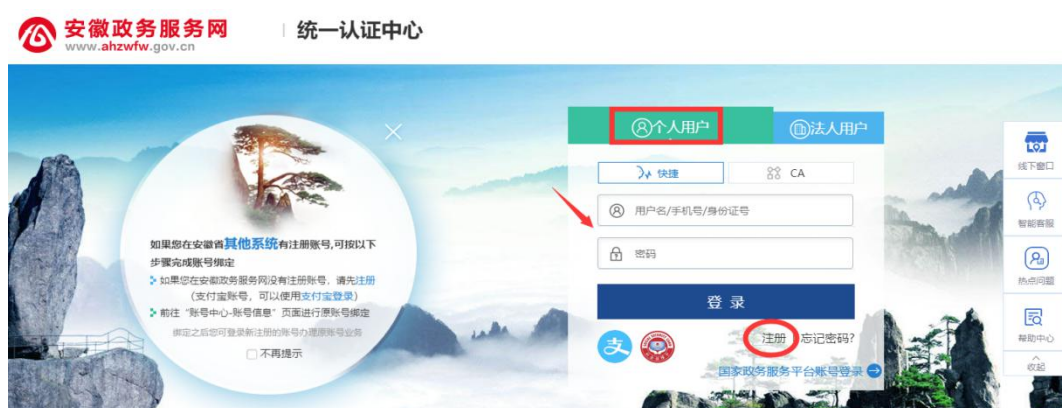 安徽政务服务网
www.ahzwfw.gov.cn
统一认证中心
个人用户
法人用户
快捷
CA
用户名/手机号/身份证号
密码
登 录
注册
忘记密码?
国家政务服务平台账号登录
如果您在安徽省其他系统有注册账号,可按以下
步骤完成账号绑定
如果您在安徽政务服务网没有注册账号，请先注册
（支付宝账号，可以使用支付宝登录）
前往“账号中心-账号信息”页面进行原账号绑定
绑定之后您可登录新注册的账号办理原账号业务
不再提示
支
线下窗口
智能客服
热点问题
帮助中心
收起